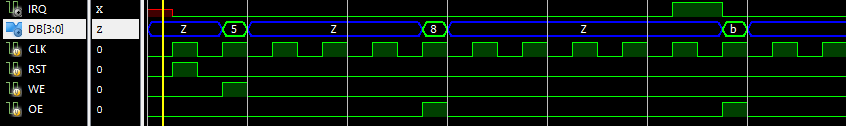 IRQ X
DB[3:0] Z Z 5 Z 8 Z b
CLK 0
RST 0
WE 0
OE 0